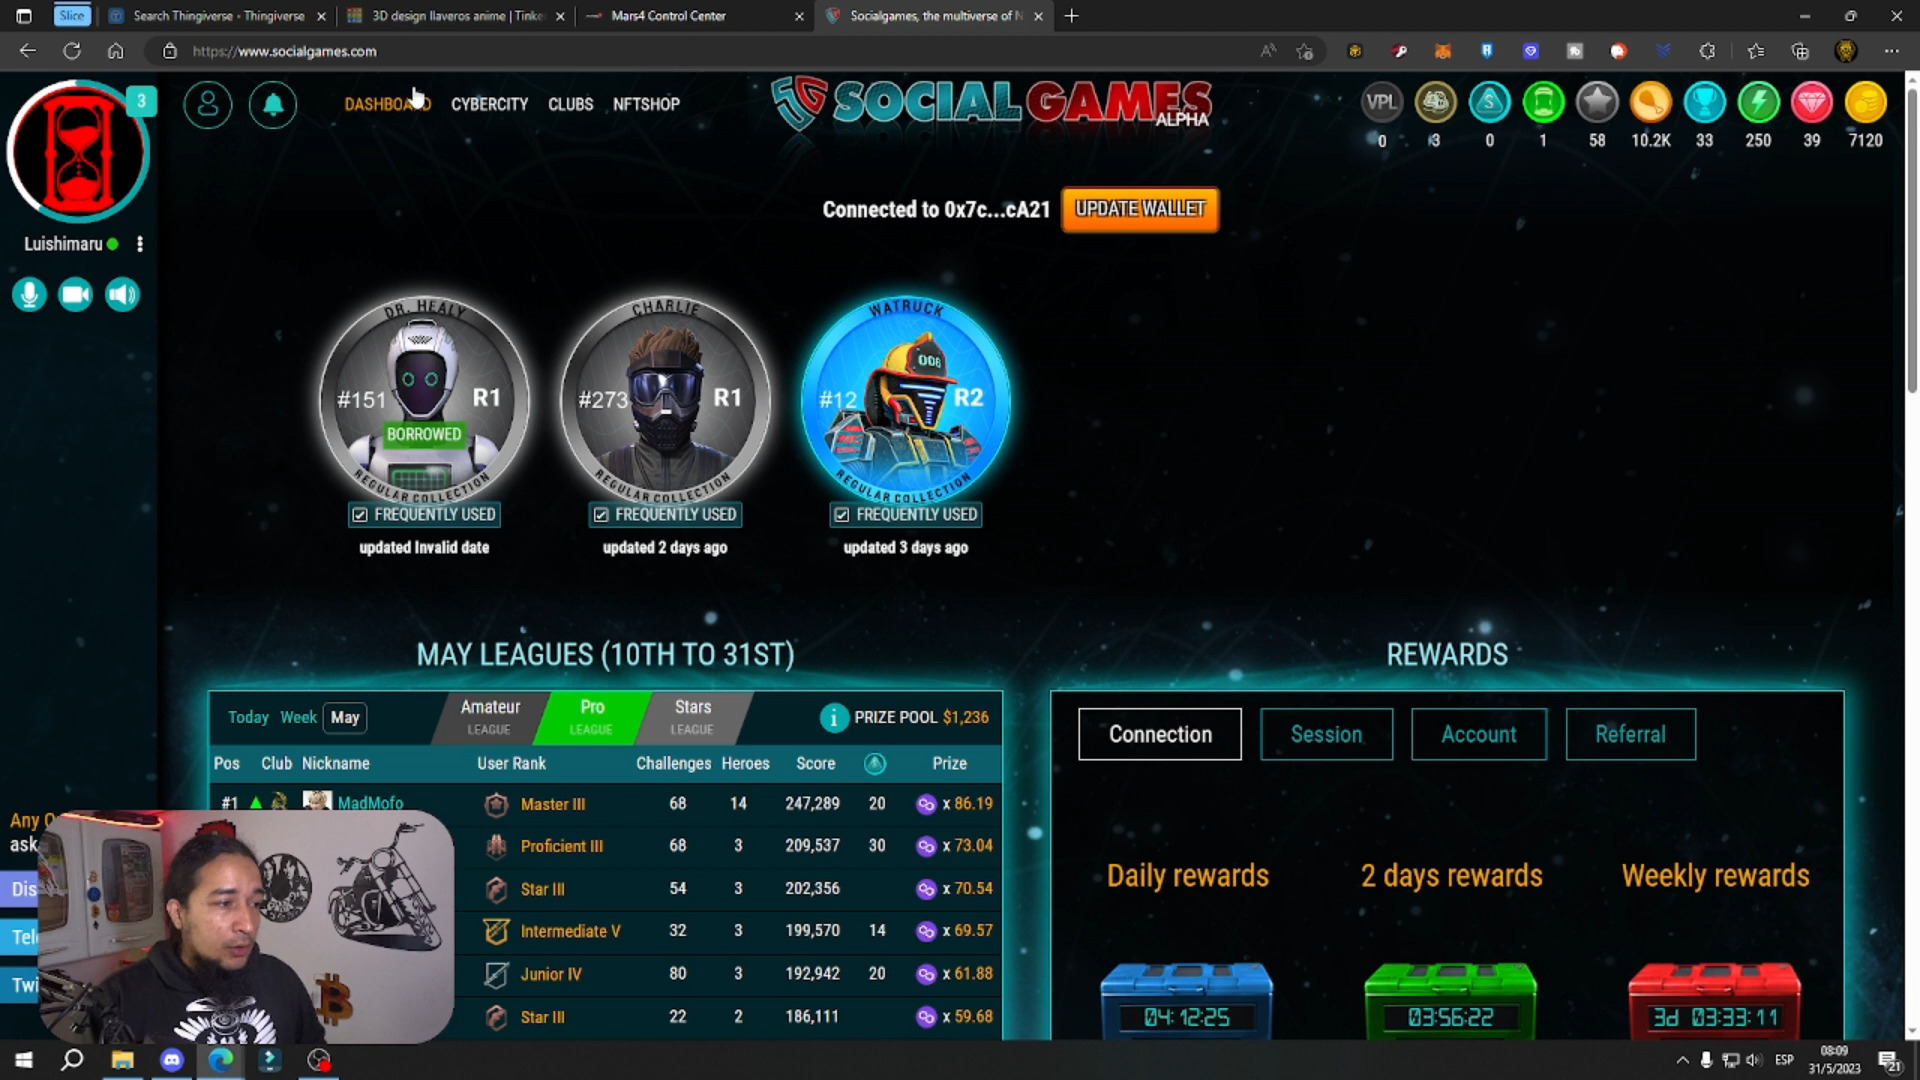 Slice
Search Thingiverse - Thingiverse
3D design llaveros anime | Tinke
Mars4 Control Center
Socialgames, the multiverse of N
https://www.socialgames.com
3
DASHBOARD
CYBERCITY
CLUBS
NFTSHOP
SOCIAL GAMES
ALPHA
VPL
0
3
0
1
58
10.2K
33
250
39
7120
Connected to 0x7c...cA21
UPDATE WALLET
Luishimaru
DR. HEALY
#151
R1
BORROWED
REGULAR COLLECTION
FREQUENTLY USED
updated Invalid date
CHARLIE
#273
R1
REGULAR COLLECTION
FREQUENTLY USED
updated 2 days ago
WATRUCK
008
#12
R2
REGULAR COLLECTION
FREQUENTLY USED
updated 3 days ago
MAY LEAGUES (10TH TO 31ST)
Today Week May
Amateur
LEAGUE
Pro
LEAGUE
Stars
LEAGUE
PRIZE POOL $1,236
Pos Club Nickname User Rank Challenges Heroes Score Prize
#1 MadMofo Master III 68 14 247,289 20 x 86.19
Proficient III 68 3 209,537 30 x 73.04
Star III 54 3 202,356 x 70.54
Intermediate V 32 3 199,570 14 x 69.57
Junior IV 80 3 192,942 20 x 61.88
Star III 22 2 186,111 x 59.68
REWARDS
Connection
Session
Account
Referral
Daily rewards
2 days rewards
Weekly rewards
04:12:25
03:56:22
3d 03:33:11
Any
ask
Dis
Tele
Twi
ESP
08:09
31/5/2023
21